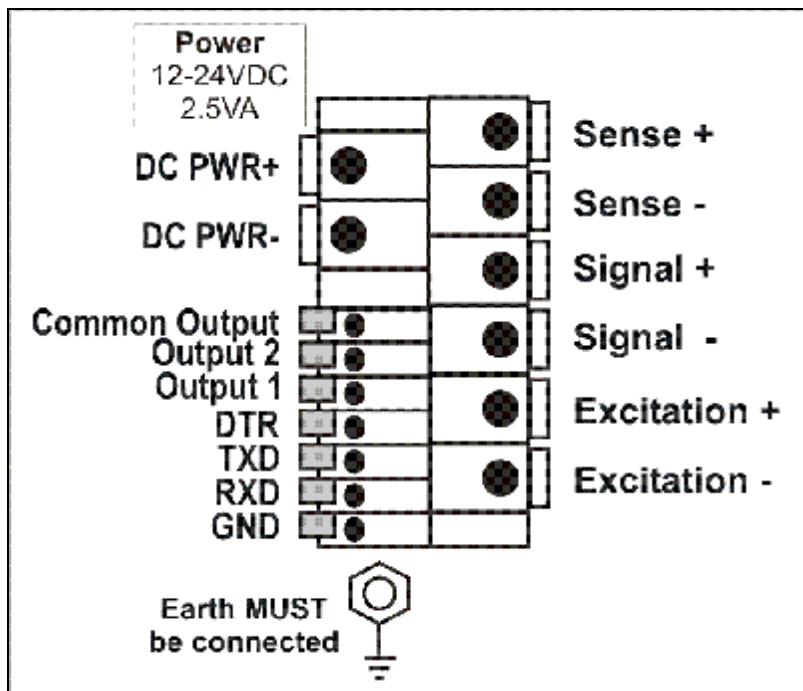 Power
12-24VDC
2.5VA
DC PWR+
DC PWR-
Common Output
Output 2
Output 1
DTR
TXD
RXD
GND
Sense +
Sense -
Signal +
Signal -
Excitation +
Excitation -
Earth MUST
be connected